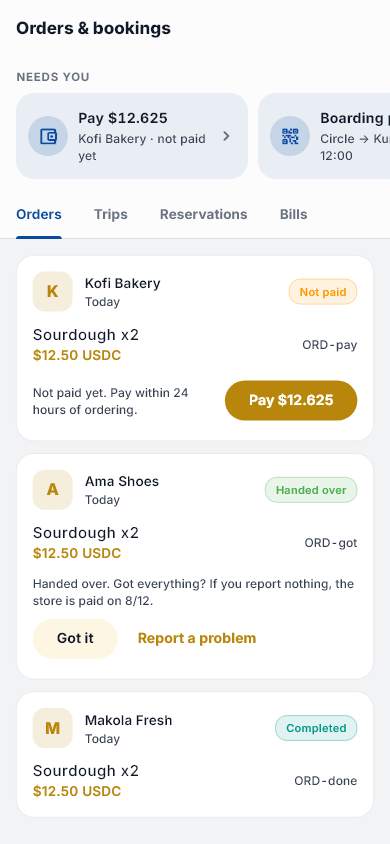 Orders & bookings
NEEDS YOU
Pay $12.625
Kofi Bakery · not paid
yet
Boarding
Circle → Ku
12:00
Orders
Trips
Reservations
Bills
K
Kofi Bakery
Today
Not paid
Sourdough x2
$12.50 USDC
ORD-pay
Not paid yet. Pay within 24
hours of ordering.
Pay $12.625
A
Ama Shoes
Today
Handed over
Sourdough x2
$12.50 USDC
ORD-got
Handed over. Got everything? If you report nothing, the
store is paid on 8/12.
Got it
Report a problem
M
Makola Fresh
Today
Completed
Sourdough x2
$12.50 USDC
ORD-done